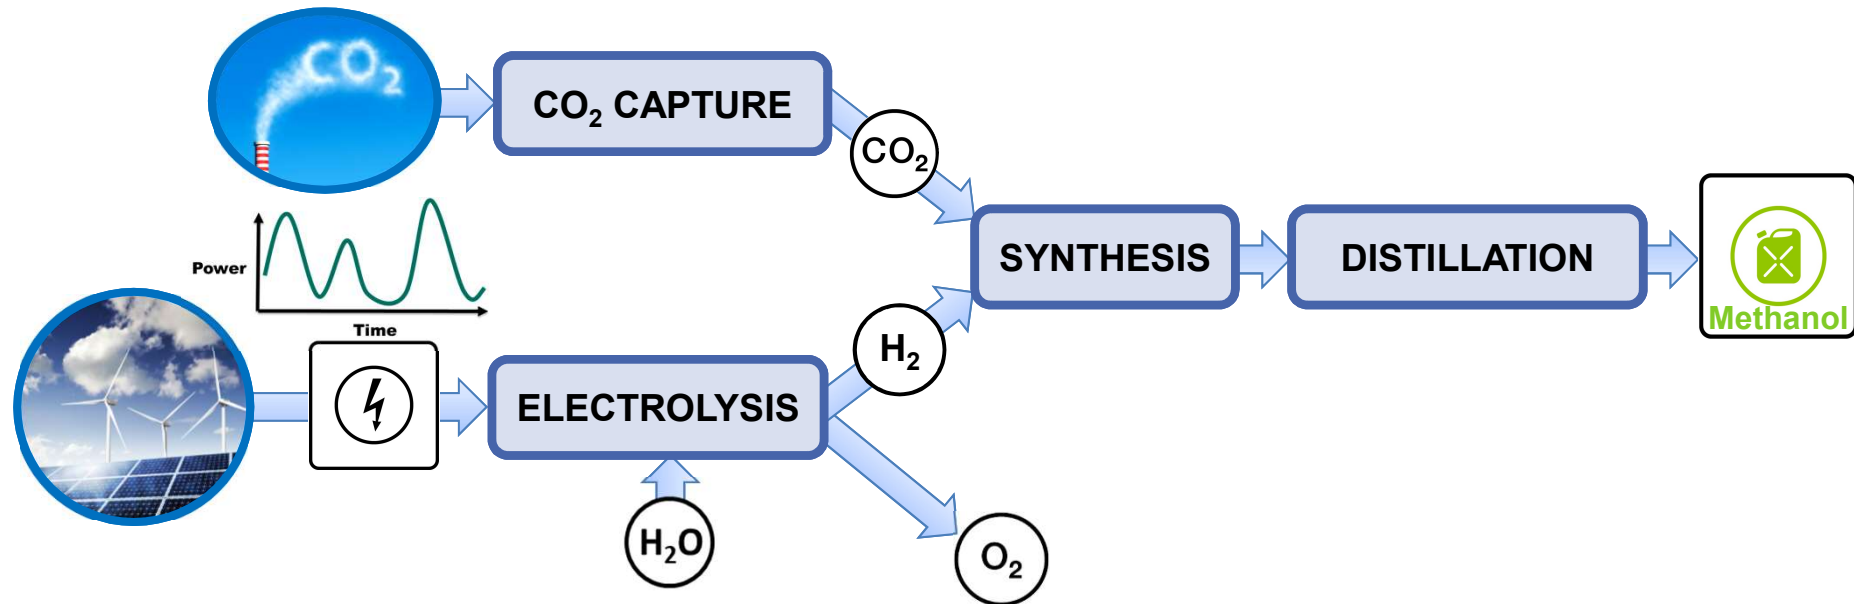 CO₂
CO₂ CAPTURE
CO₂
Power
Time
SYNTHESIS
DISTILLATION
Methanol
H₂
ELECTROLYSIS
H₂O
O₂